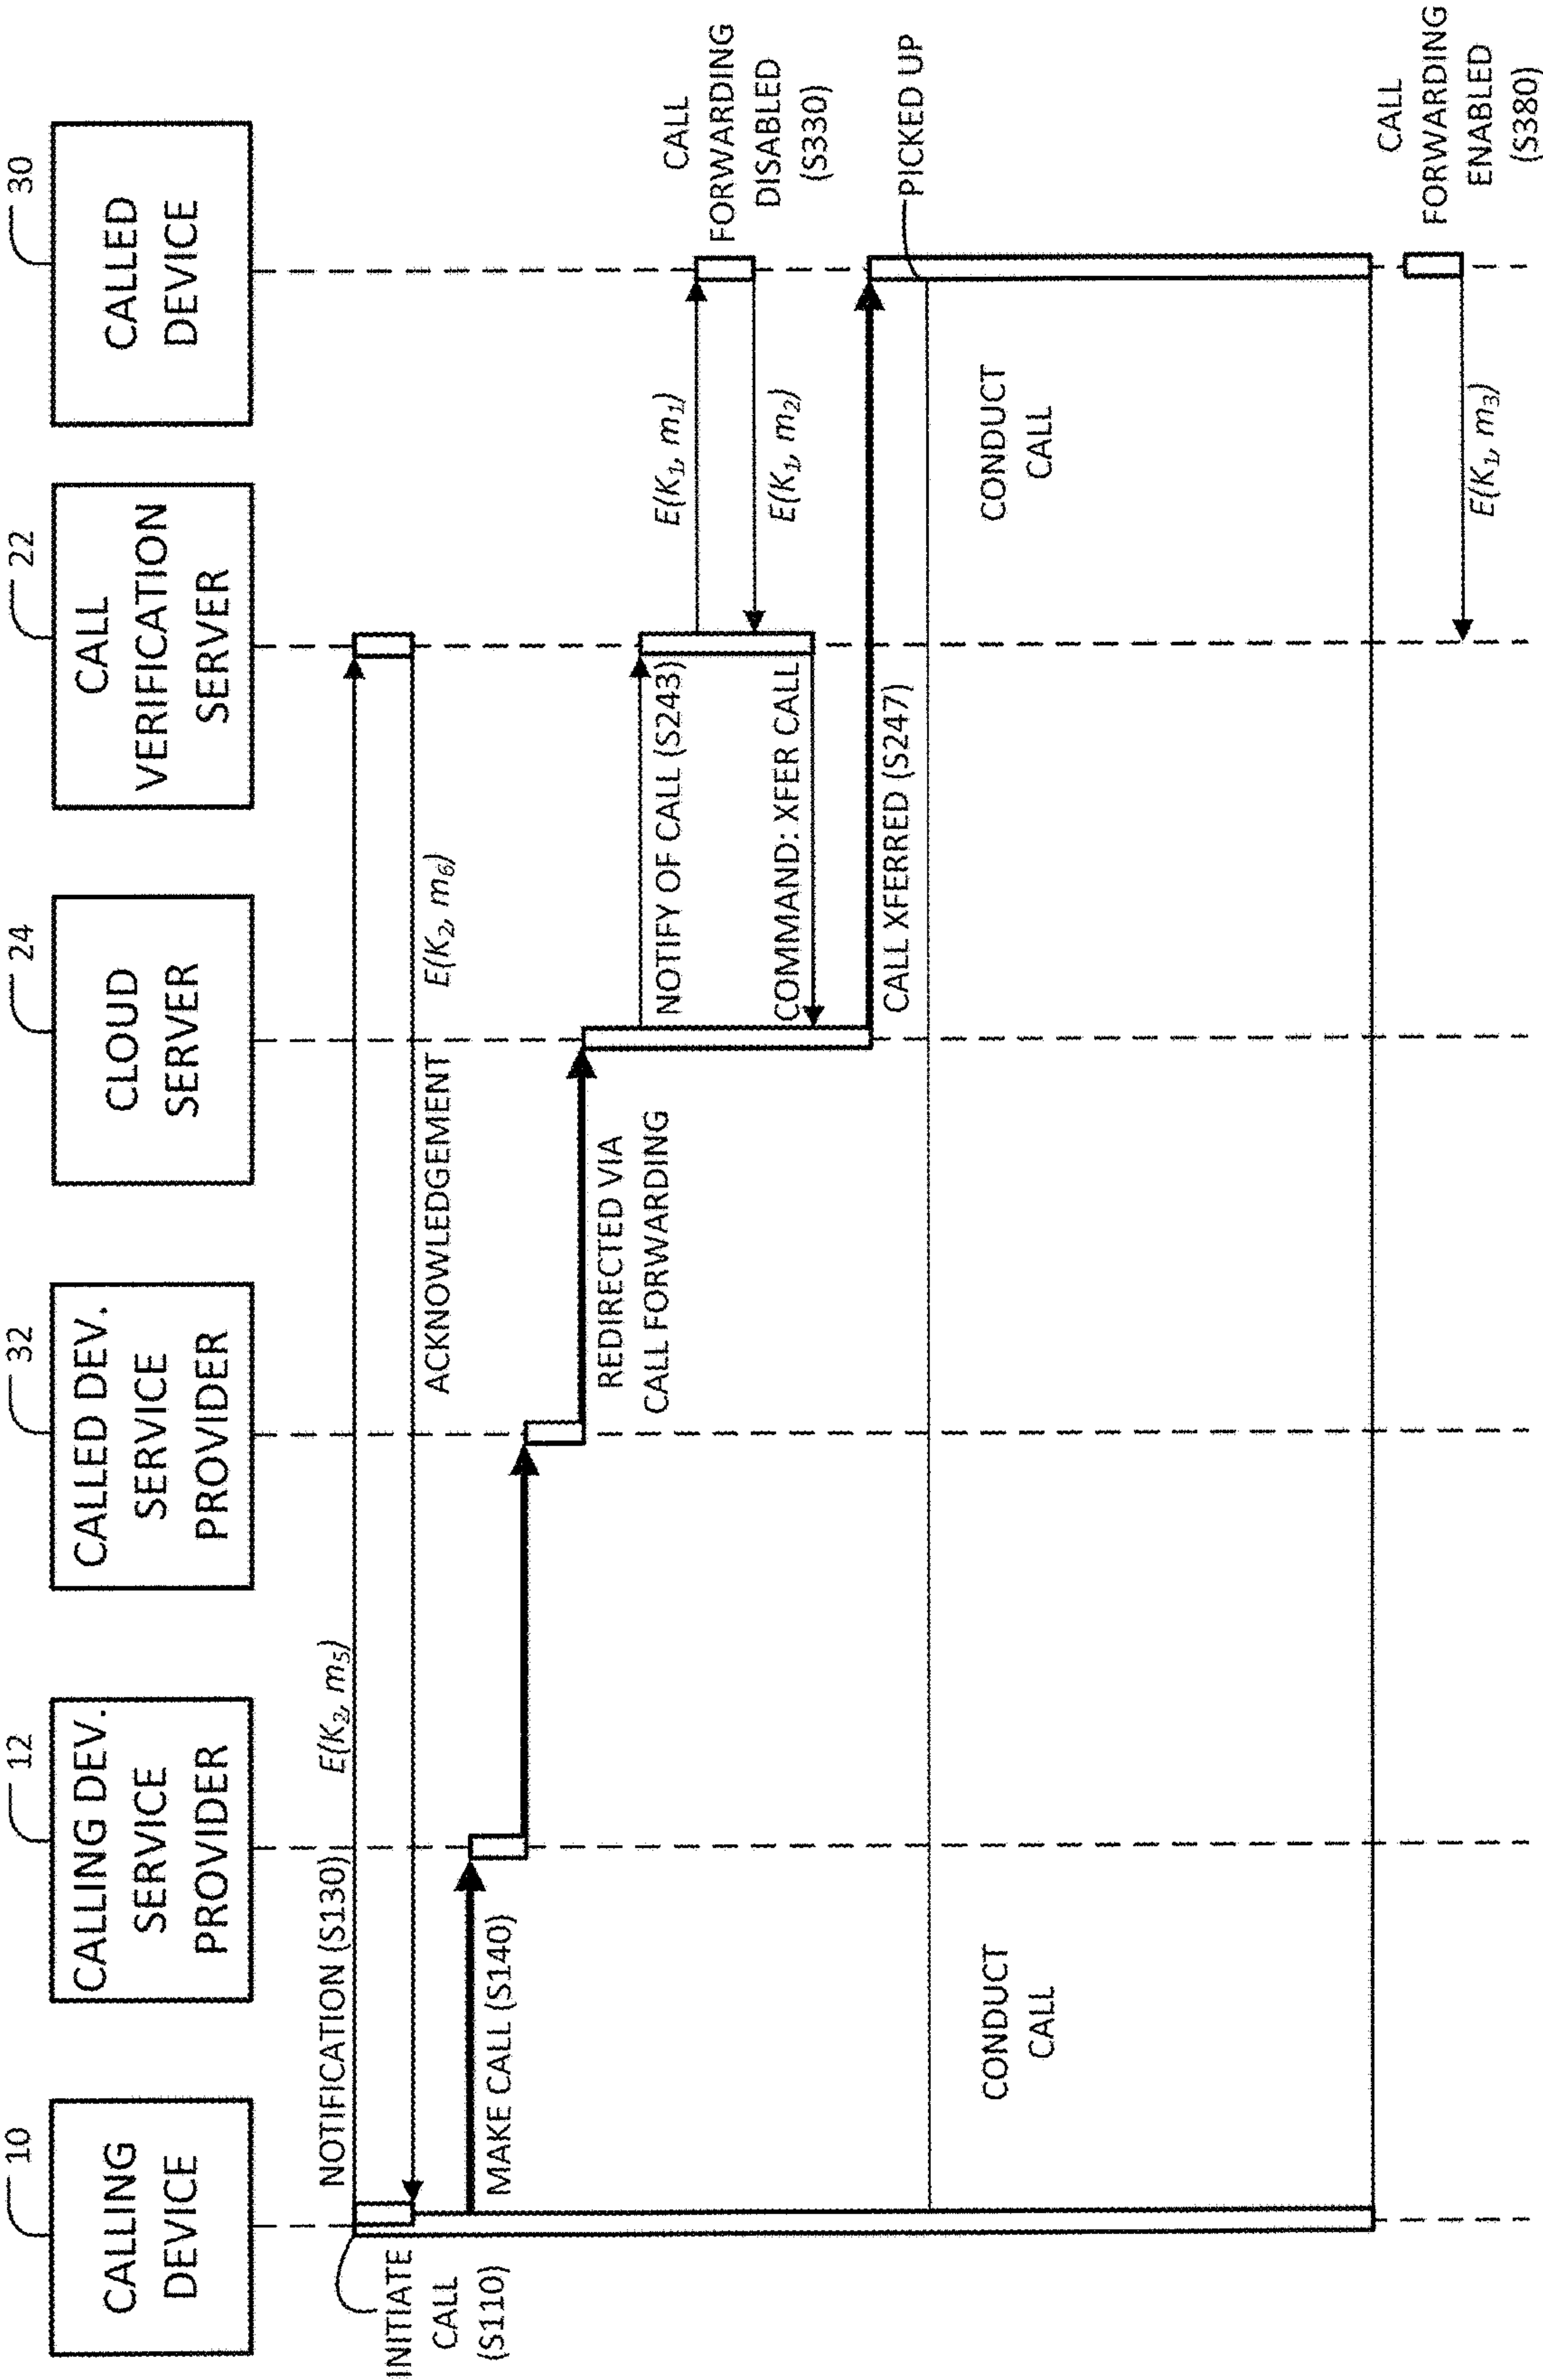 10
12
32
24
22
30
CALLING
DEVICE
CALLING DEV.
SERVICE
PROVIDER
CALLED DEV.
SERVICE
PROVIDER
CLOUD
SERVER
CALL
VERIFICATION
SERVER
CALLED
DEVICE
INITIATE
CALL
(S110)
NOTIFICATION (S130)
E(K₂, m₅)
ACKNOWLEDGEMENT
E(K₂, m₆)
MAKE CALL (S140)
REDIRECTED VIA
CALL FORWARDING
NOTIFY OF CALL (S243)
E(K₁, m₁)
CALL
FORWARDING
DISABLED
(S330)
E(K₁, m₂)
COMMAND: XFER CALL
CALL XFERRED (S247)
PICKED UP
CONDUCT
CALL
CONDUCT
CALL
CALL
FORWARDING
ENABLED
(S380)
E(K₁, m₃)